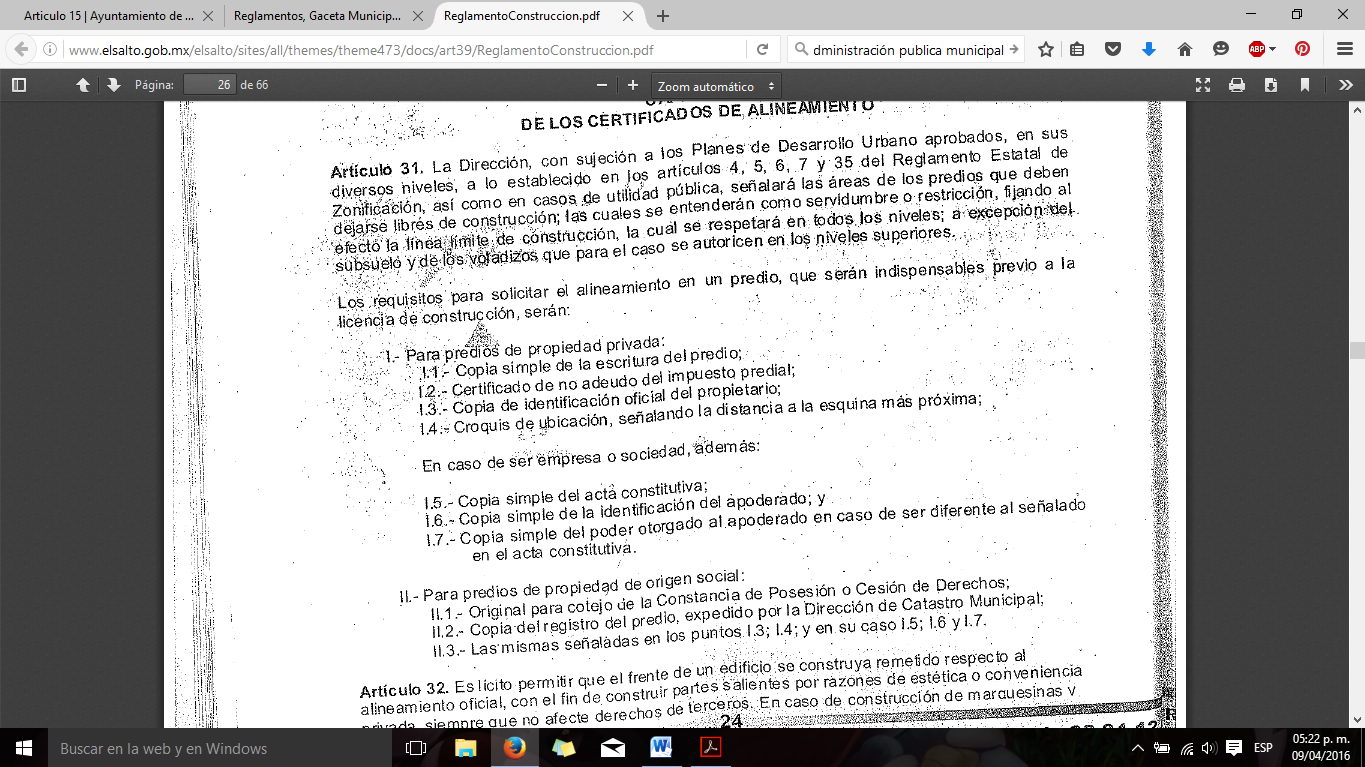 Articulo 15 | Ayuntamiento de ...
Reglamentos, Gaceta Municip...
ReglamentoConstruccion.pdf
www.elsalto.gob.mx/elsalto/sites/all/themes/theme473/docs/art39/ReglamentoConstruccion.pdf
dministración publica municipal
ABP
Página: 26 de 66
Zoom automático
DE LOS CERTIFICADOS DE ALINEAMIENTO
Artículo 31. La Dirección, con sujeción a los Planes de Desarrollo Urbano aprobados, en sus
diversos niveles, a lo establecido en los artículos 4, 5, 6, 7 y 35 del Reglamento Estatal de
Zonificación, así como en casos de utilidad pública, señalará las áreas de los predios que deben
dejarse libres de construcción; las cuales se entenderán como servidumbre o restricción, fijando al
efecto la línea límite de construcción, la cual se respetará en todos los niveles; a excepción del
subsuelo y de los voladizos que para el caso se autoricen en los niveles superiores.
Los requisitos para solicitar el alineamiento en un predio, que serán indispensables previo a la
licencia de construcción, serán:
I.- Para predios de propiedad privada:
I.1.- Copia simple de la escritura del predio;
I.2.- Certificado de no adeudo del impuesto predial;
I.3.- Copia de identificación oficial del propietario;
I.4.- Croquis de ubicación, señalando la distancia a la esquina más próxima;
En caso de ser empresa o sociedad, además:
I.5.- Copia simple del acta constitutiva;
I.6.- Copia simple de la identificación del apoderado; y
I.7.- Copia simple del poder otorgado al apoderado en caso de ser diferente al señalado
en el acta constitutiva.
II.- Para predios de propiedad de origen social:
II.1.- Original para cotejo de la Constancia de Posesión o Cesión de Derechos;
II.2.- Copia del registro del predio, expedido por la Dirección de Catastro Municipal;
II.3.- Las mismas señaladas en los puntos I.3; I.4; y en su caso I.5; I.6 y I.7.
Artículo 32. Es lícito permitir que el frente de un edificio se construya remetido respecto al
alineamiento oficial, con el fin de construir partes salientes por razones de estética o conveniencia
privada, siempre que no afecte derechos de terceros. En caso de construcción de marquesinas y
24
Buscar en la web y en Windows
ESP
05:22 p. m.
09/04/2016